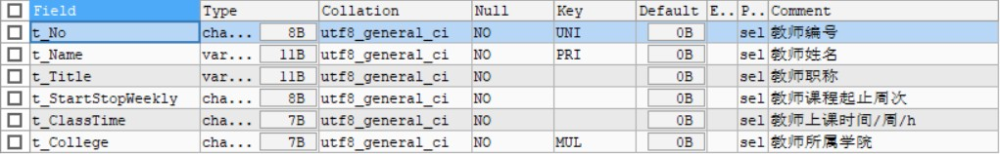 Field Type Collation Null Key Default E.. P.. Comment
t_No cha... 8B utf8_general_ci NO UNI 0B sel 教师编号
t_Name var... 11B utf8_general_ci NO PRI 0B sel 教师姓名
t_Title var... 11B utf8_general_ci NO 0B sel 教师职称
t_StartStopWeekly cha... 8B utf8_general_ci NO 0B sel 教师课程起止周次
t_ClassTime cha... 7B utf8_general_ci NO 0B sel 教师上课时间/周/h
t_College cha... 7B utf8_general_ci NO MUL 0B sel 教师所属学院